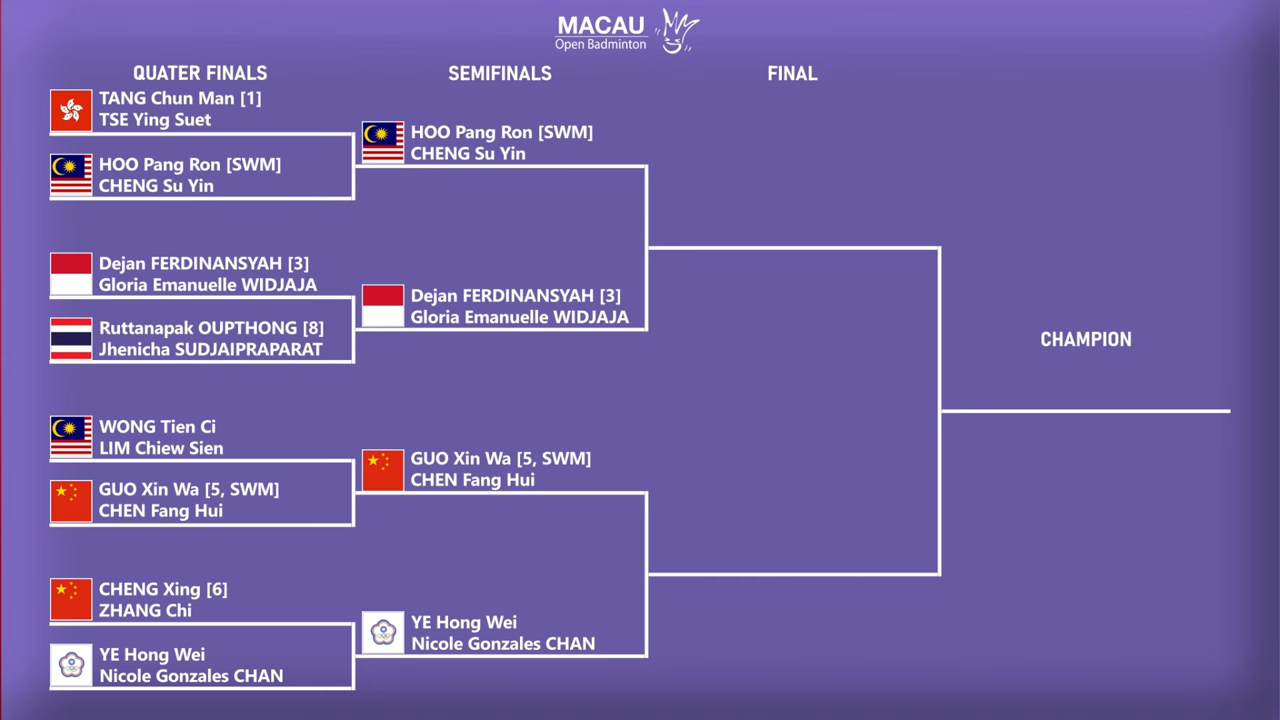 MACAU
Open Badminton
QUATER FINALS
SEMIFINALS
FINAL
TANG Chun Man [1]
TSE Ying Suet
HOO Pang Ron [SWM]
CHENG Su Yin
Dejan FERDINANSYAH [3]
Gloria Emanuelle WIDJAJA
Ruttanapak OUPTHONG [8]
Jhenicha SUDJAIPRAPARAT
WONG Tien Ci
LIM Chiew Sien
GUO Xin Wa [5, SWM]
CHEN Fang Hui
CHENG Xing [6]
ZHANG Chi
YE Hong Wei
Nicole Gonzales CHAN
HOO Pang Ron [SWM]
CHENG Su Yin
Dejan FERDINANSYAH [3]
Gloria Emanuelle WIDJAJA
GUO Xin Wa [5, SWM]
CHEN Fang Hui
YE Hong Wei
Nicole Gonzales CHAN
CHAMPION